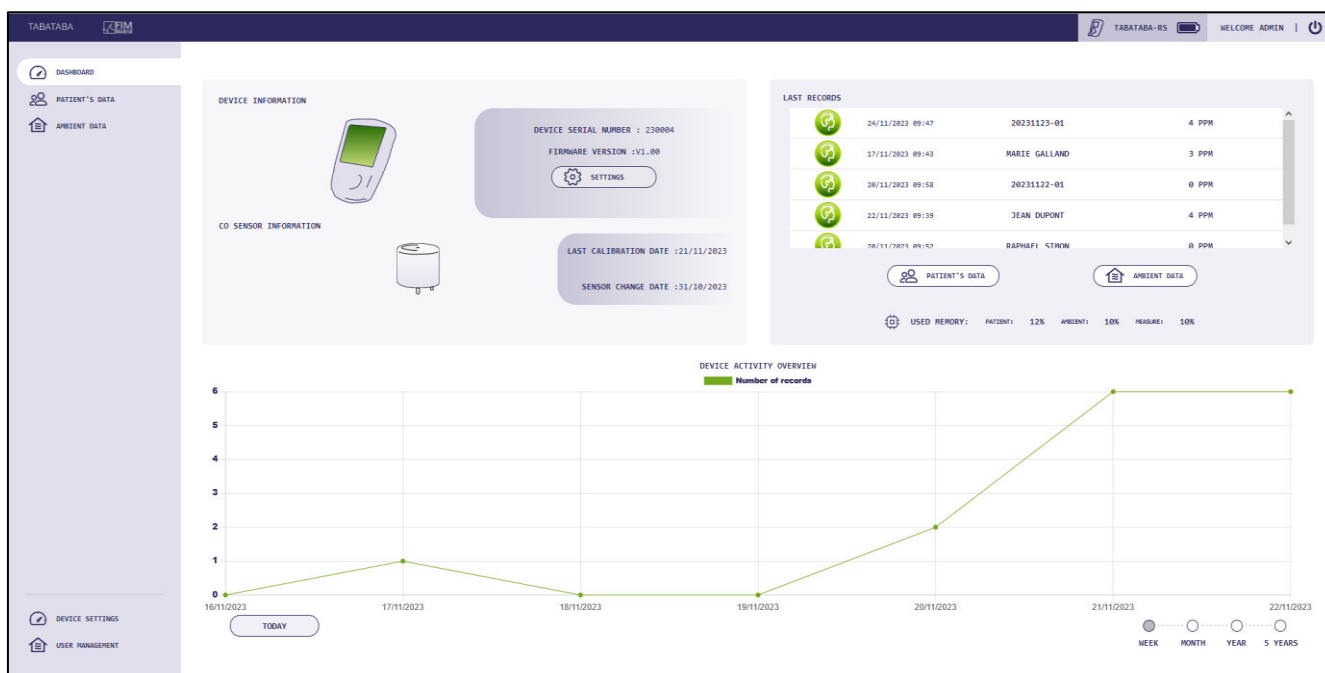 TABATABA FIM
TABATABA-RS WELCOME ADMIN |
DASHBOARD
PATIENT'S DATA
AMBIENT DATA
DEVICE INFORMATION
DEVICE SERIAL NUMBER : 230004
FIRMWARE VERSION :V1.00
SETTINGS
CO SENSOR INFORMATION
LAST CALIBRATION DATE :21/11/2023
SENSOR CHANGE DATE :31/10/2023
LAST RECORDS
24/11/2023 09:47 20231123-01 4 PPM
17/11/2023 09:43 MARIE GALLAND 3 PPM
20/11/2023 09:58 20231122-01 0 PPM
22/11/2023 09:39 JEAN DUPONT 4 PPM
20/11/2023 09:52 RAPHAEL SIMON 0 PPM
PATIENT'S DATA AMBIENT DATA
USED MEMORY: PATIENT: 12% AMBIENT: 10% MEASURE: 10%
DEVICE ACTIVITY OVERVIEW
Number of records
6
5
4
3
2
1
0
16/11/2023 17/11/2023 18/11/2023 19/11/2023 20/11/2023 21/11/2023 22/11/2023
TODAY
WEEK MONTH YEAR 5 YEARS
DEVICE SETTINGS
USER MANAGEMENT